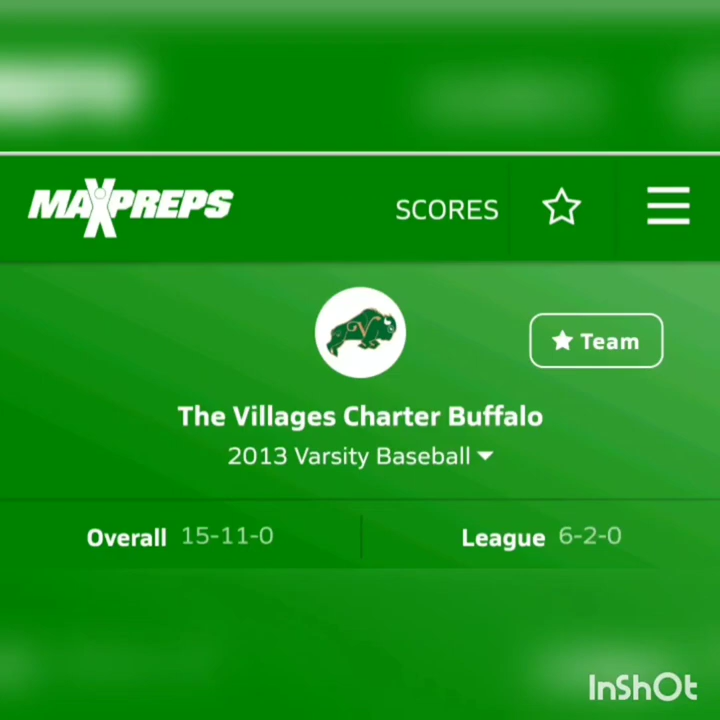 MAXPREPS
SCORES
Team
The Villages Charter Buffalo
2013 Varsity Baseball
Overall 15-11-0
League 6-2-0
InShOt